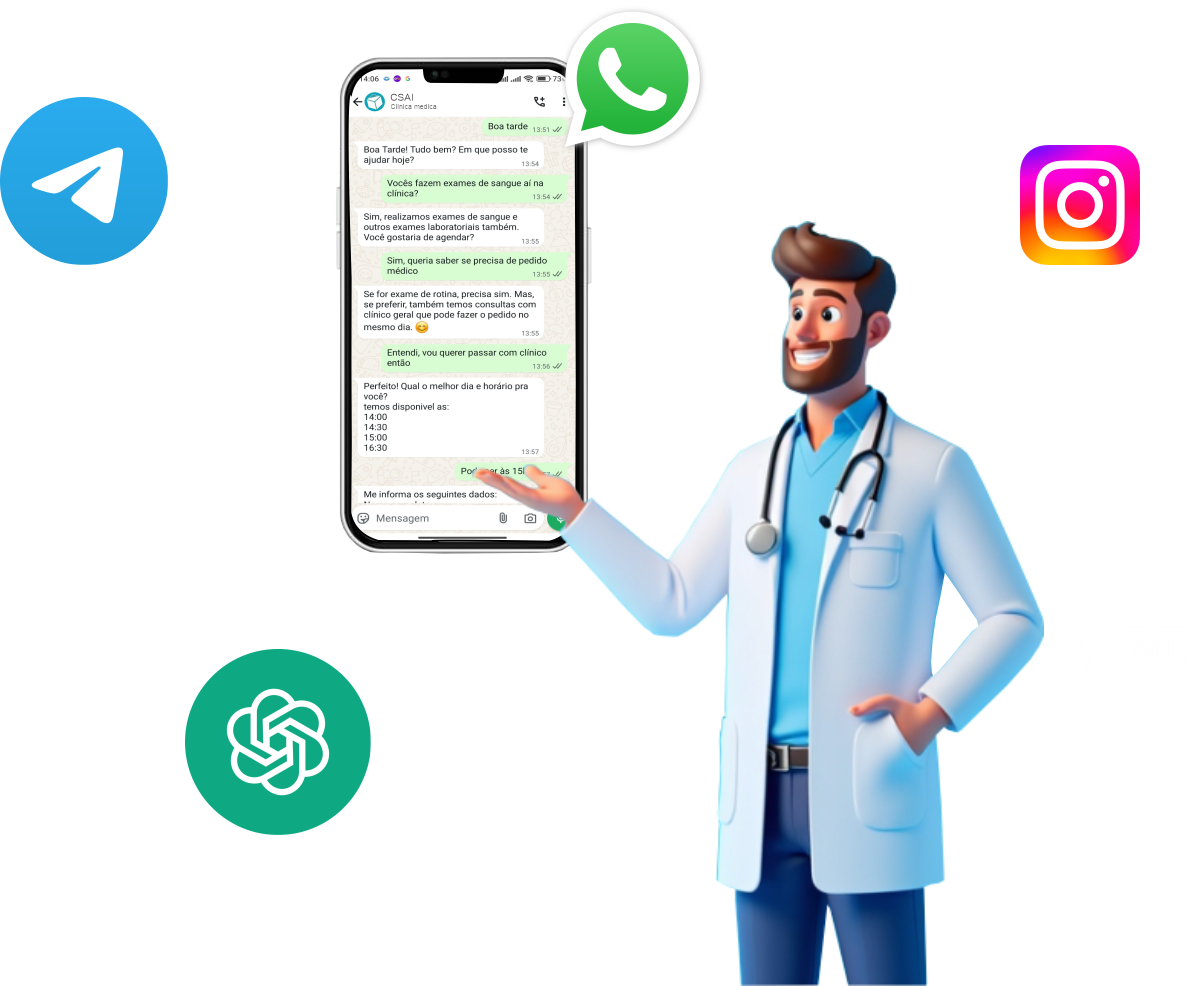 14:06
73
CSAI
Clinica medica
Boa tarde 13:51
Boa Tarde! Tudo bem? Em que posso te
ajudar hoje?
13:54
Vocês fazem exames de sangue aí na
clínica?
13:54
Sim, realizamos exames de sangue e
outros exames laboratoriais também.
Você gostaria de agendar?
13:55
Sim, queria saber se precisa de pedido
médico
13:55
Se for exame de rotina, precisa sim. Mas,
se preferir, também temos consultas com
clínico geral que pode fazer o pedido no
mesmo dia. 😊
13:55
Entendi, vou querer passar com clínico
então
13:56
Perfeito! Qual o melhor dia e horário pra
você?
temos disponivel as:
14:00
14:30
15:00
16:30
13:57
às
Me informa os seguintes dados:
Mensagem